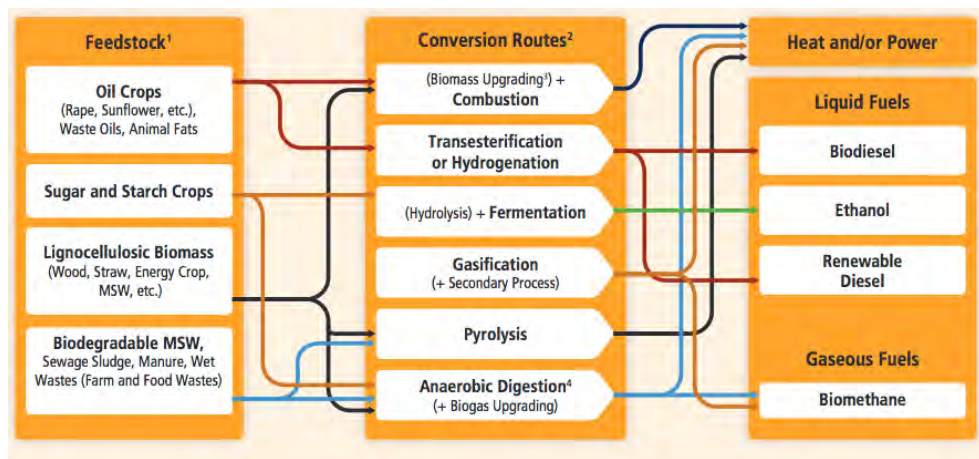 Feedstock¹
Oil Crops
(Rape, Sunflower, etc.),
Waste Oils, Animal Fats
Sugar and Starch Crops
Lignocellulosic Biomass
(Wood, Straw, Energy Crop,
MSW, etc.)
Biodegradable MSW,
Sewage Sludge, Manure, Wet
Wastes (Farm and Food Wastes)
Conversion Routes²
(Biomass Upgrading³) +
Combustion
Transesterification
or Hydrogenation
(Hydrolysis) + Fermentation
Gasification
(+ Secondary Process)
Pyrolysis
Anaerobic Digestion⁴
(+ Biogas Upgrading)
Heat and/or Power
Liquid Fuels
Biodiesel
Ethanol
Renewable
Diesel
Gaseous Fuels
Biomethane